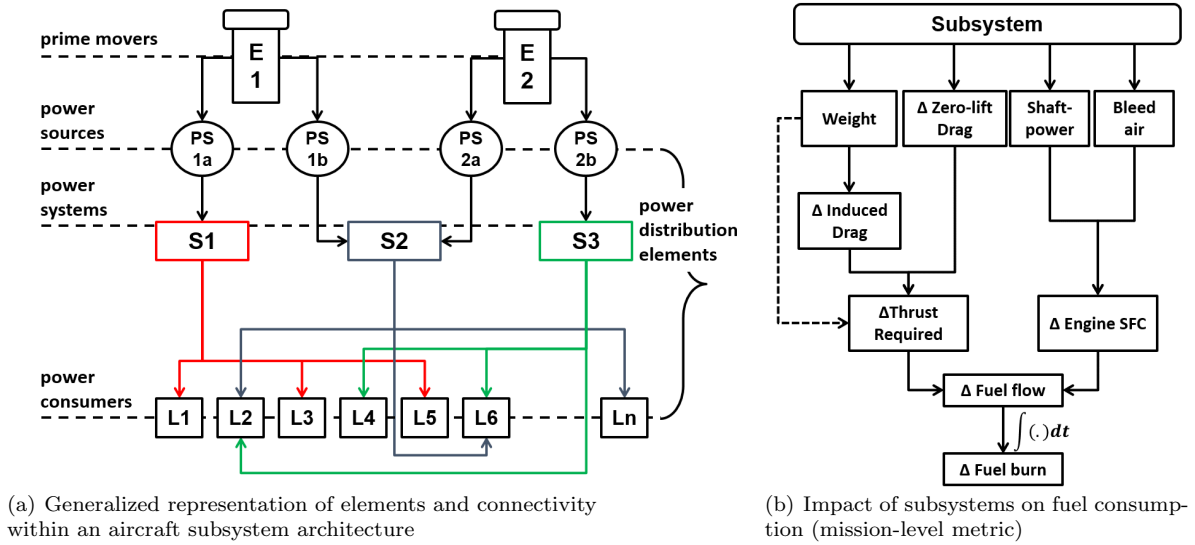 prime movers
E
1
E
2
power
sources
PS
1a
PS
1b
PS
2a
PS
2b
power
systems
S1
S2
S3
power
distribution
elements
power
consumers
L1
L2
L3
L4
L5
L6
Ln
(a) Generalized representation of elements and connectivity
within an aircraft subsystem architecture
Subsystem
Weight
Δ Zero-lift
Drag
Shaft-
power
Bleed
air
Δ Induced
Drag
ΔThrust
Required
Δ Engine SFC
Δ Fuel flow
∫(.)dt
Δ Fuel burn
(b) Impact of subsystems on fuel consump-
tion (mission-level metric)